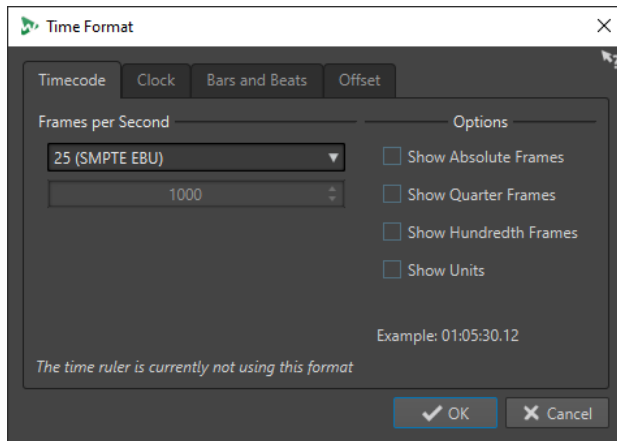 Time Format
Timecode Clock Bars and Beats Offset
Frames per Second
Options
25 (SMPTE EBU)
1000
Show Absolute Frames
Show Quarter Frames
Show Hundredth Frames
Show Units
Example: 01:05:30.12
The time ruler is currently not using this format
OK Cancel